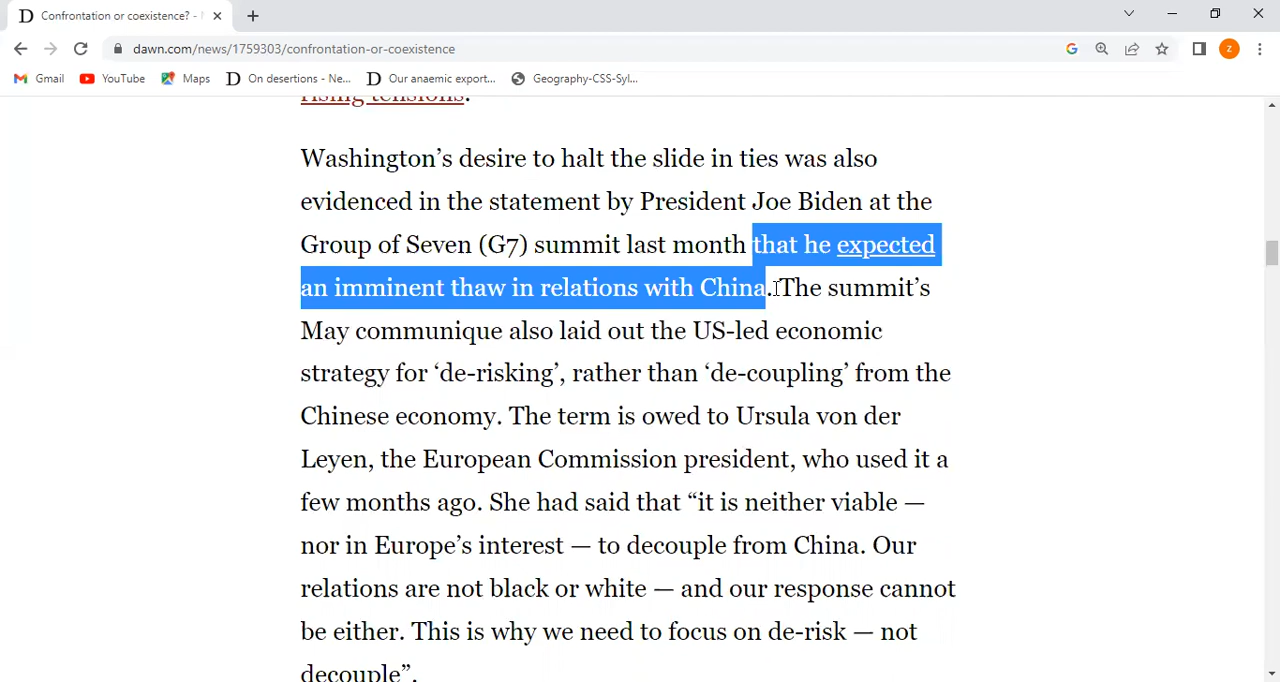 D Confrontation or coexistence? -
dawn.com/news/1759303/confrontation-or-coexistence
G
z
Gmail YouTube Maps D On desertions - Ne... D Our anaemic export... Geography-CSS-Syl...
rising tensions.
Washington’s desire to halt the slide in ties was also
evidenced in the statement by President Joe Biden at the
Group of Seven (G7) summit last month that he expected
an imminent thaw in relations with China. The summit’s
May communique also laid out the US-led economic
strategy for ‘de-risking’, rather than ‘de-coupling’ from the
Chinese economy. The term is owed to Ursula von der
Leyen, the European Commission president, who used it a
few months ago. She had said that “it is neither viable —
nor in Europe’s interest — to decouple from China. Our
relations are not black or white — and our response cannot
be either. This is why we need to focus on de-risk — not
decouple”.